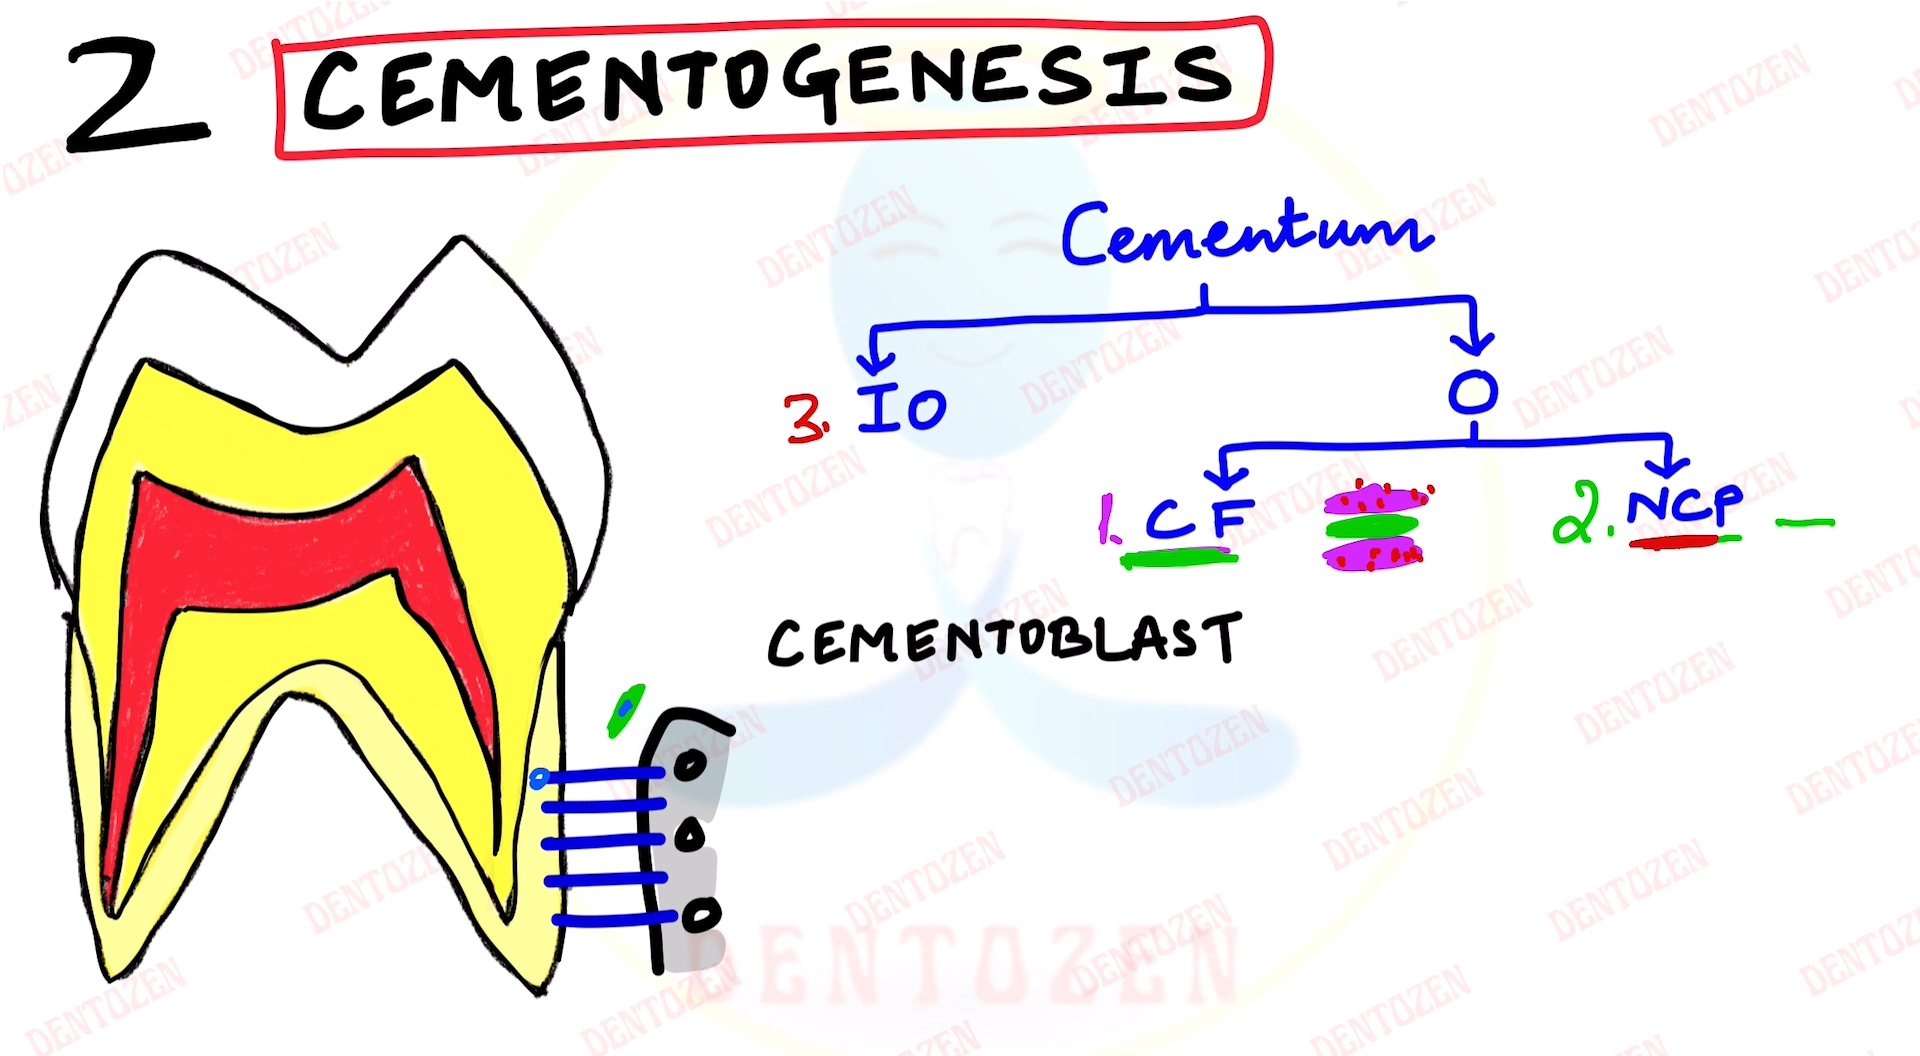 2 CEMENTOGENESIS
Cementum
3. IO
O
1. CF
2. NCP –
CEMENTOBLAST
DENTOZEN